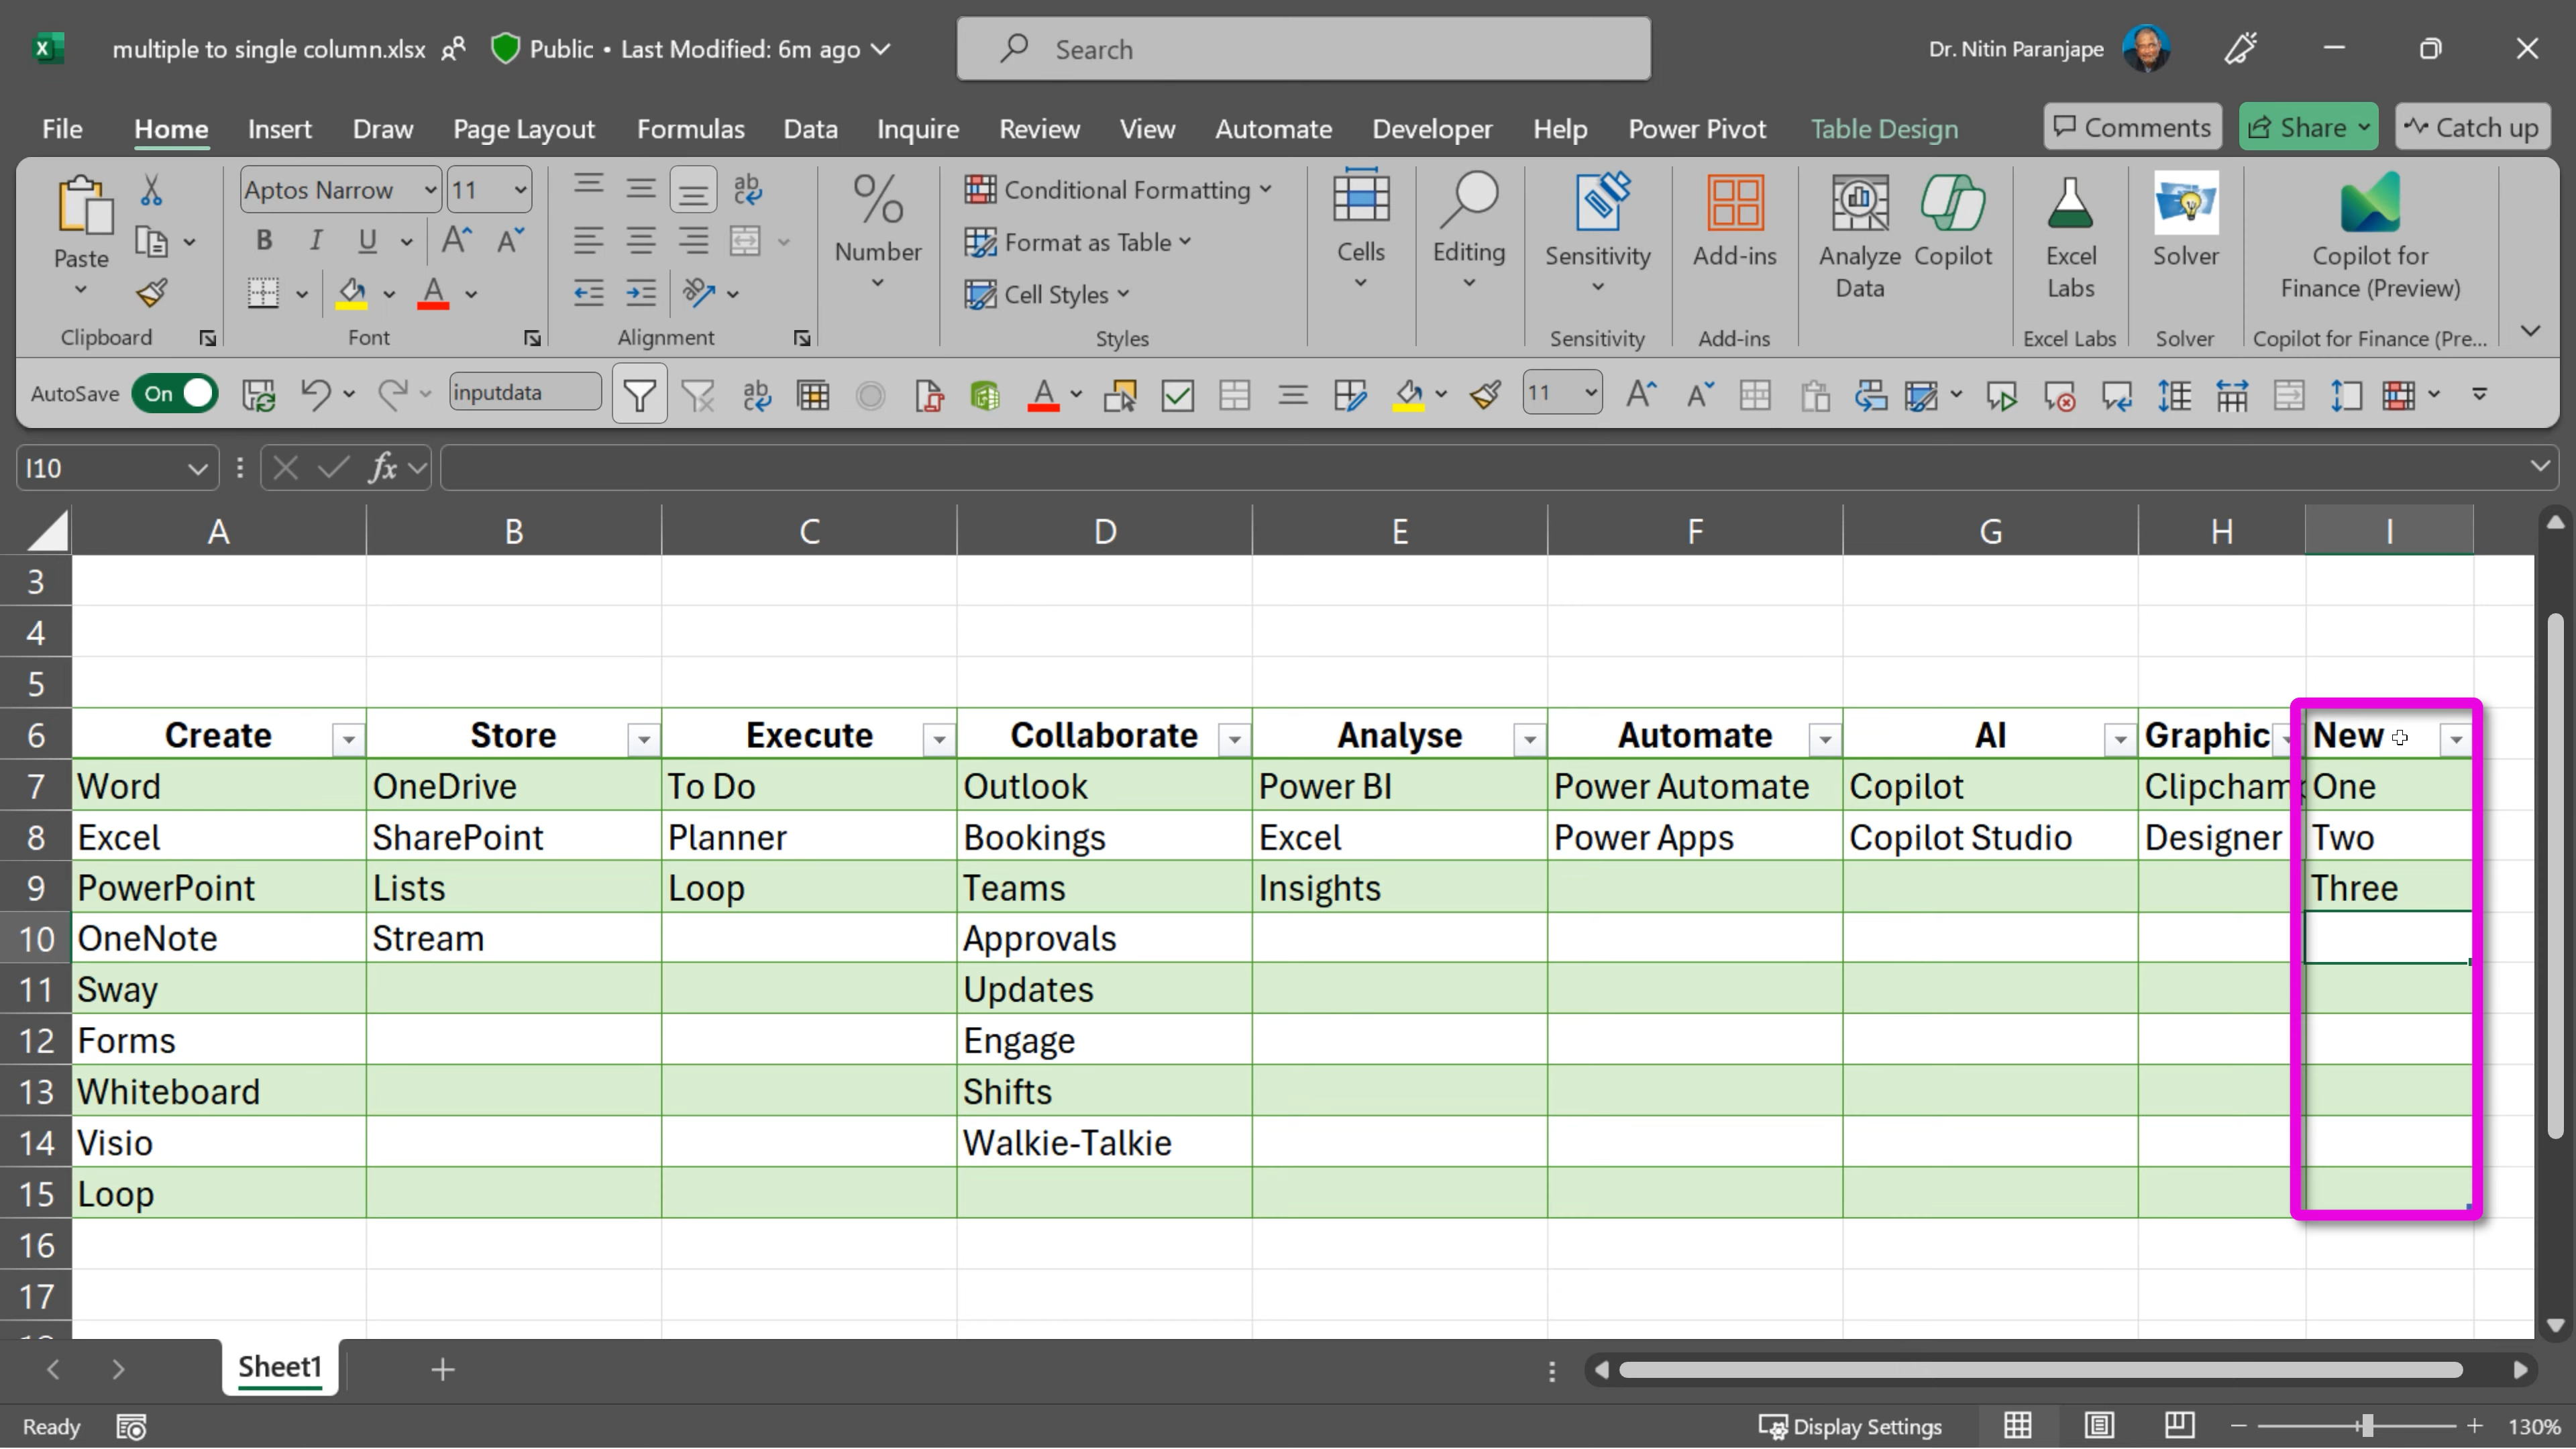 multiple to single column.xlsx Public • Last Modified: 6m ago Search Dr. Nitin Paranjape
File Home Insert Draw Page Layout Formulas Data Inquire Review View Automate Developer Help Power Pivot Table Design Comments Share Catch up
Aptos Narrow 11 Conditional Formatting
Paste B I U Number Format as Table Cells Editing Sensitivity Add-ins Analyze Data Copilot Excel Labs Solver Copilot for Finance (Preview)
Cell Styles
Clipboard Font Alignment Styles Sensitivity Add-ins Excel Labs Solver Copilot for Finance (Pre...
AutoSave On inputdata 11
I10 fx
A B C D E F G H I
3
4
5
6 Create Store Execute Collaborate Analyse Automate AI Graphic New
7 Word OneDrive To Do Outlook Power BI Power Automate Copilot Clipcham One
8 Excel SharePoint Planner Bookings Excel Power Apps Copilot Studio Designer Two
9 PowerPoint Lists Loop Teams Insights Three
10 OneNote Stream Approvals
11 Sway Updates
12 Forms Engage
13 Whiteboard Shifts
14 Visio Walkie-Talkie
15 Loop
16
17
Sheet1
Ready Display Settings 130%